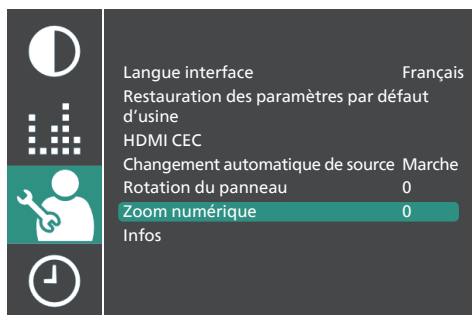 Langue interface Français
Restauration des paramètres par défaut
d'usine
HDMI CEC
Changement automatique de source Marche
Rotation du panneau 0
Zoom numérique 0
Infos